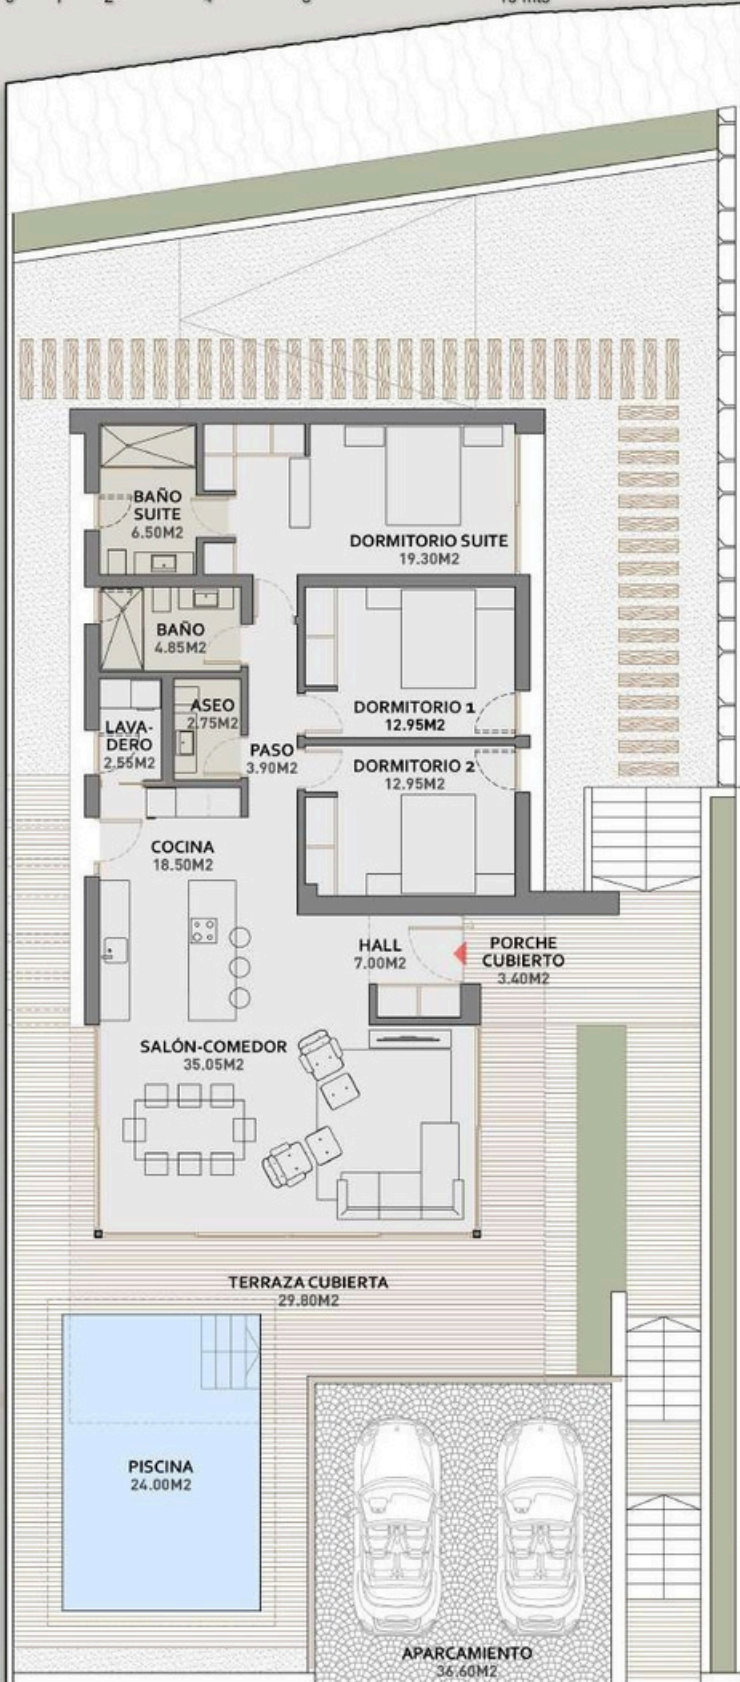 BAÑO
SUITE
6.50M2
DORMITORIO SUITE
19.30M2
BAÑO
4.85M2
DORMITORIO 1
12.95M2
ASEO
2.75M2
LAVA-
DERO
2.55M2
PASO
3.90M2
DORMITORIO 2
12.95M2
COCINA
18.50M2
HALL
7.00M2
PORCHE
CUBIERTO
3.40M2
SALÓN-COMEDOR
35.05M2
TERRAZA CUBIERTA
29.80M2
PISCINA
24.00M2
APARCAMIENTO
36.60M2